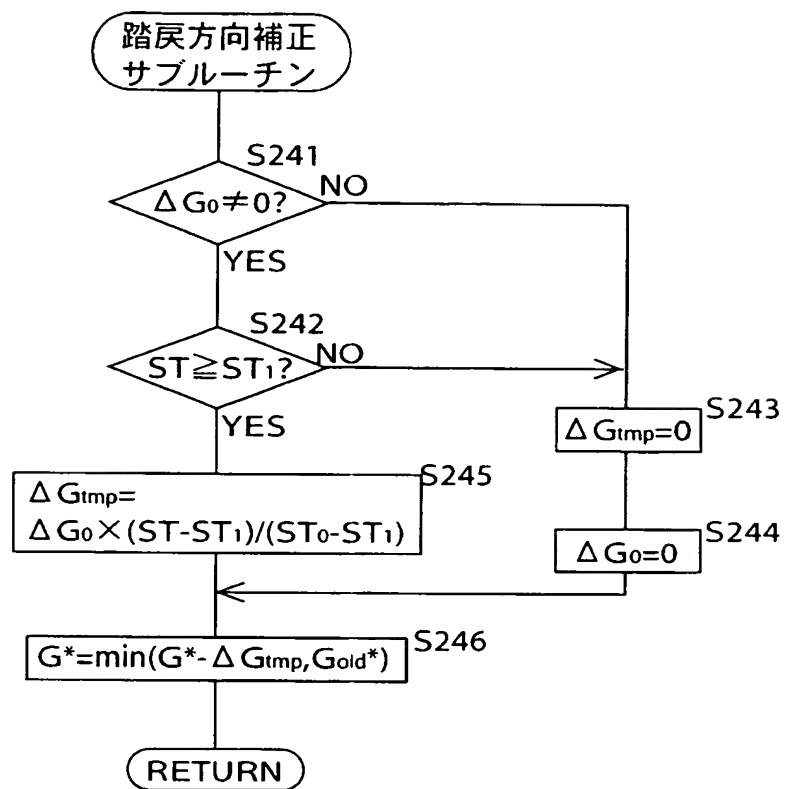 踏戻方向補正
サブルーチン
S241
ΔG₀≠0?
NO
YES
S242
ST≧ST₁?
NO
YES
S243
ΔGtmp=0
S245
ΔGtmp=
ΔG₀×(ST-ST₁)/(ST₀-ST₁)
S244
ΔG₀=0
S246
G*=min(G*-ΔGtmp,Gold*)
RETURN